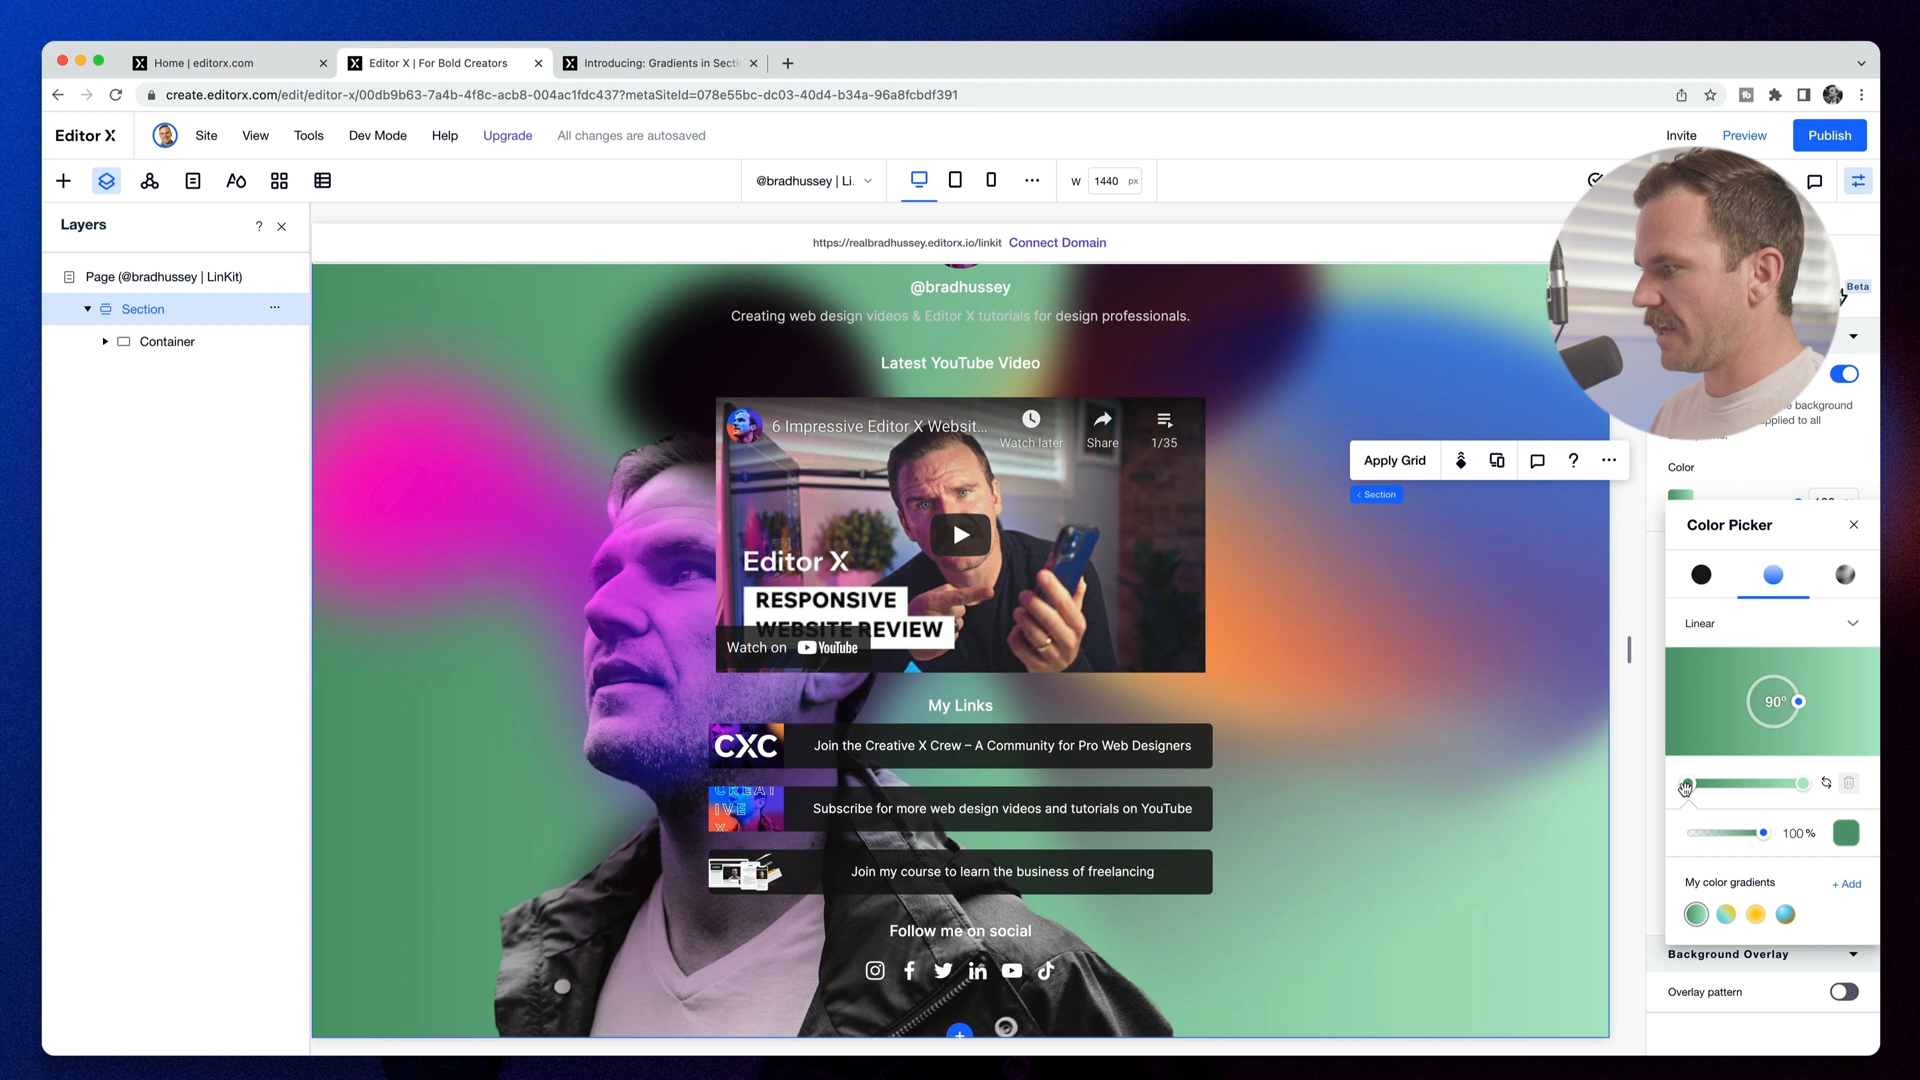 Home | editorx.com
Editor X | For Bold Creators
Introducing: Gradients in Secti
create.editorx.com/edit/editor-x/00db9b63-7a4b-4f8c-acb8-004ac1fdc437?metaSiteId=078e55bc-dc03-40d4-b34a-96a8fcbdf391
Editor X
Site
View
Tools
Dev Mode
Help
Upgrade
All changes are autosaved
Invite
Preview
Publish
@bradhussey | Li.
W
1440
px
Layers
?
https://realbradhussey.editorx.io/linkit
Connect Domain
Page (@bradhussey | LinKit)
Section
Container
@bradhussey
Creating web design videos & Editor X tutorials for design professionals.
Latest YouTube Video
6 Impressive Editor X Websit...
Watch later
Share
1/35
Editor X
RESPONSIVE
WEBSITE REVIEW
Watch on
YouTube
My Links
CXC
Join the Creative X Crew – A Community for Pro Web Designers
CREAT
IVE
X
Subscribe for more web design videos and tutorials on YouTube
Join my course to learn the business of freelancing
Follow me on social
Apply Grid
?
< Section
Beta
background
applied to all
Color
Color Picker
Linear
90°
100 %
My color gradients
+ Add
Background Overlay
Overlay pattern